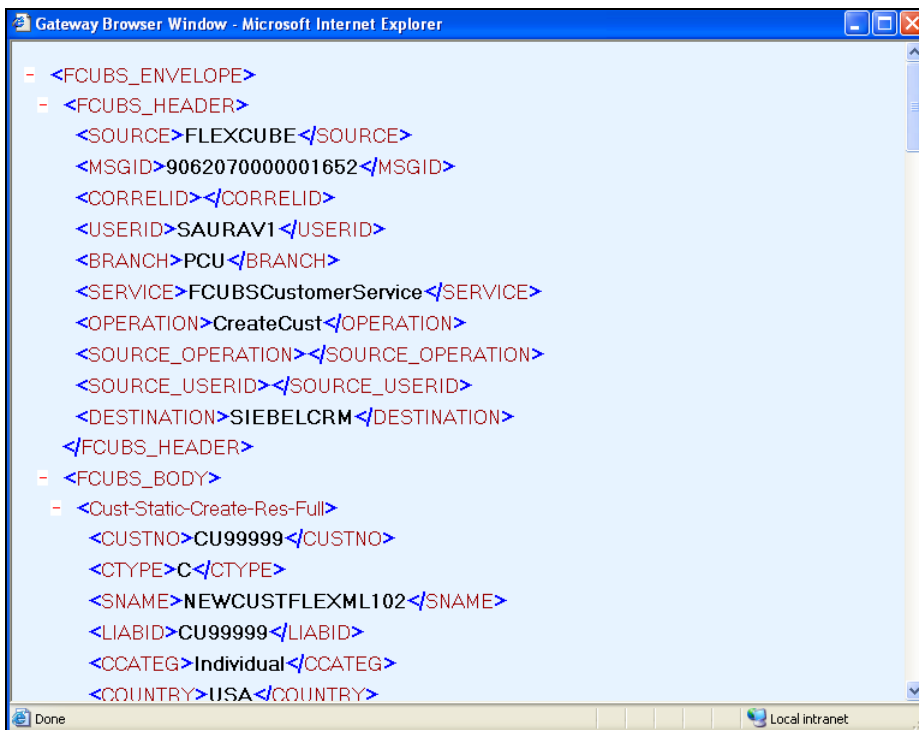 Gateway Browser Window - Microsoft Internet Explorer
- <FCUBS_ENVELOPE>
- <FCUBS_HEADER>
<SOURCE>FLEXCUBE</SOURCE>
<MSGID>9062070000001652</MSGID>
<CORRELID></CORRELID>
<USERID>SAURAV1</USERID>
<BRANCH>PCU</BRANCH>
<SERVICE>FCUBSCustomerService</SERVICE>
<OPERATION>CreateCust</OPERATION>
<SOURCE_OPERATION></SOURCE_OPERATION>
<SOURCE_USERID></SOURCE_USERID>
<DESTINATION>SIEBELCRM</DESTINATION>
</FCUBS_HEADER>
- <FCUBS_BODY>
- <Cust-Static-Create-Res-Full>
<CUSTNO>CU99999</CUSTNO>
<CTYPE>C</CTYPE>
<SNAME>NEWCUSTFLEXML102</SNAME>
<LIABID>CU99999</LIABID>
<CCATEG>Individual</CCATEG>
<COUNTRY>USA</COUNTRY>
Done
Local intranet